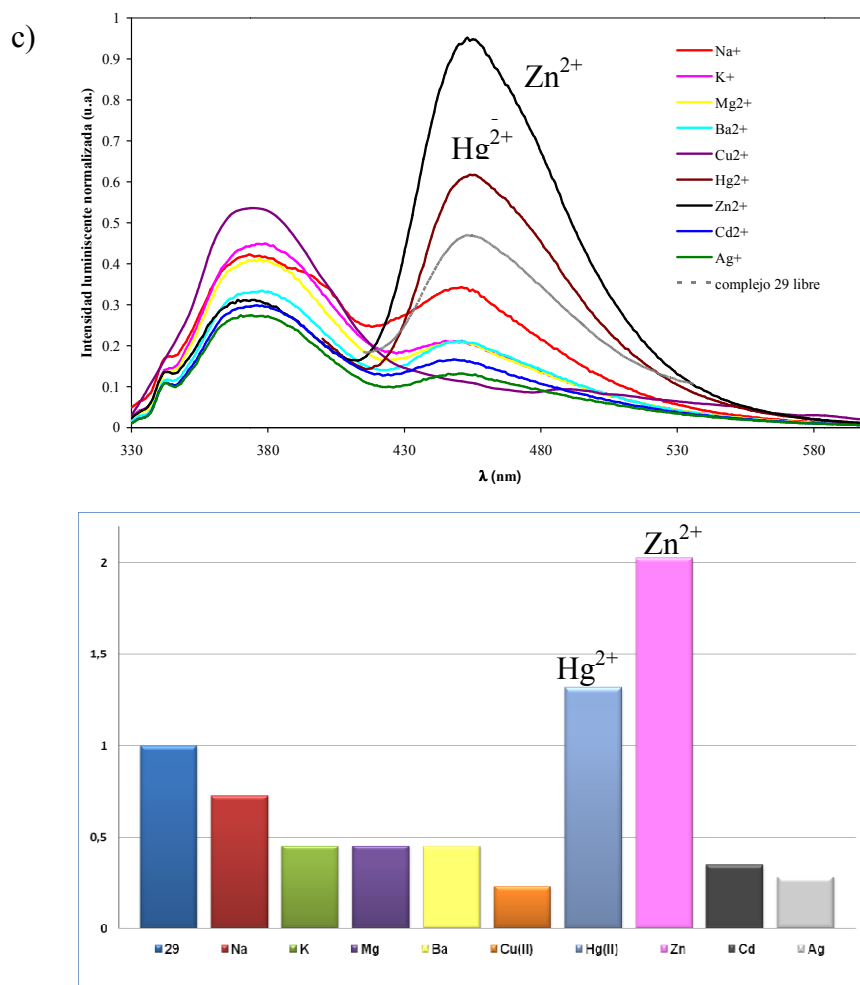 c)
Intensidad luminiscente normalizada (u.a.)
1
0.9
0.8
0.7
0.6
0.5
0.4
0.3
0.2
0.1
0
330
380
430
480
530
580
λ (nm)
Zn2+
Hg2+
Na+
K+
Mg2+
Ba2+
Cu2+
Hg2+
Zn2+
Cd2+
Ag+
complejo 29 libre
2
1,5
1
0,5
0
Hg2+
Zn2+
29
Na
K
Mg
Ba
Cu(II)
Hg(II)
Zn
Cd
Ag